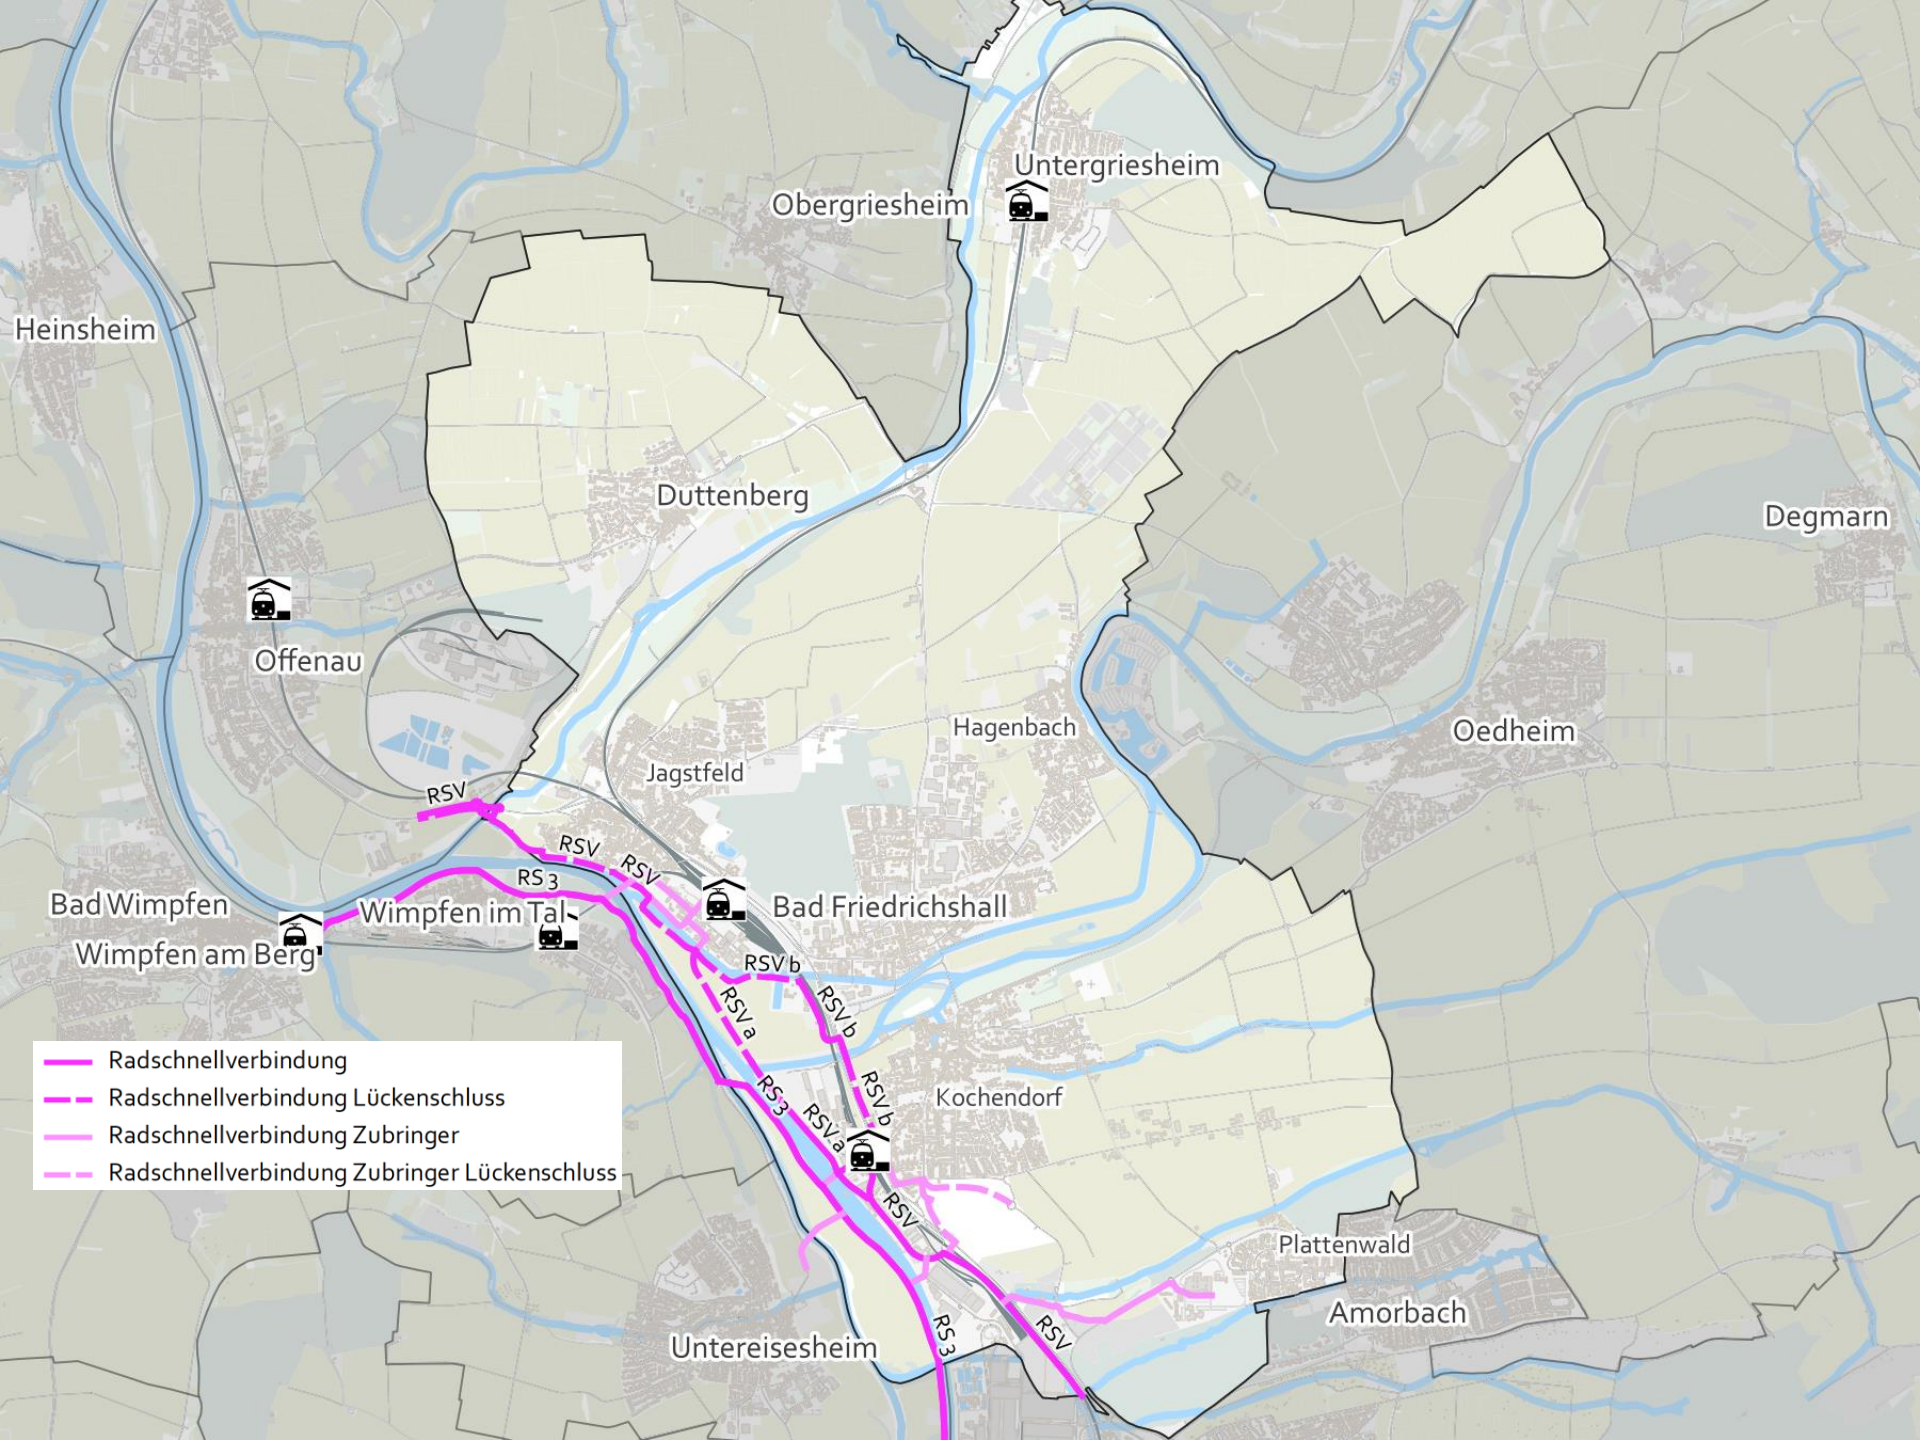 Untergriesheim
Obergriesheim
Heinsheim
Duttenberg
Degmarn
Offenau
Hagenbach
Oedheim
Jagstfeld
RSV
RSV
RSV
RS 3
Bad Wimpfen
Wimpfen im Tal
Bad Friedrichshall
Wimpfen am Berg
RSV b
RSV a
RSV b
RS 3
RSV a
RSV b
Kochendorf
RSV
Radschnellverbindung
Radschnellverbindung Lückenschluss
Radschnellverbindung Zubringer
Radschnellverbindung Zubringer Lückenschluss
Plattenwald
Amorbach
RS 3
RSV
Untereisesheim